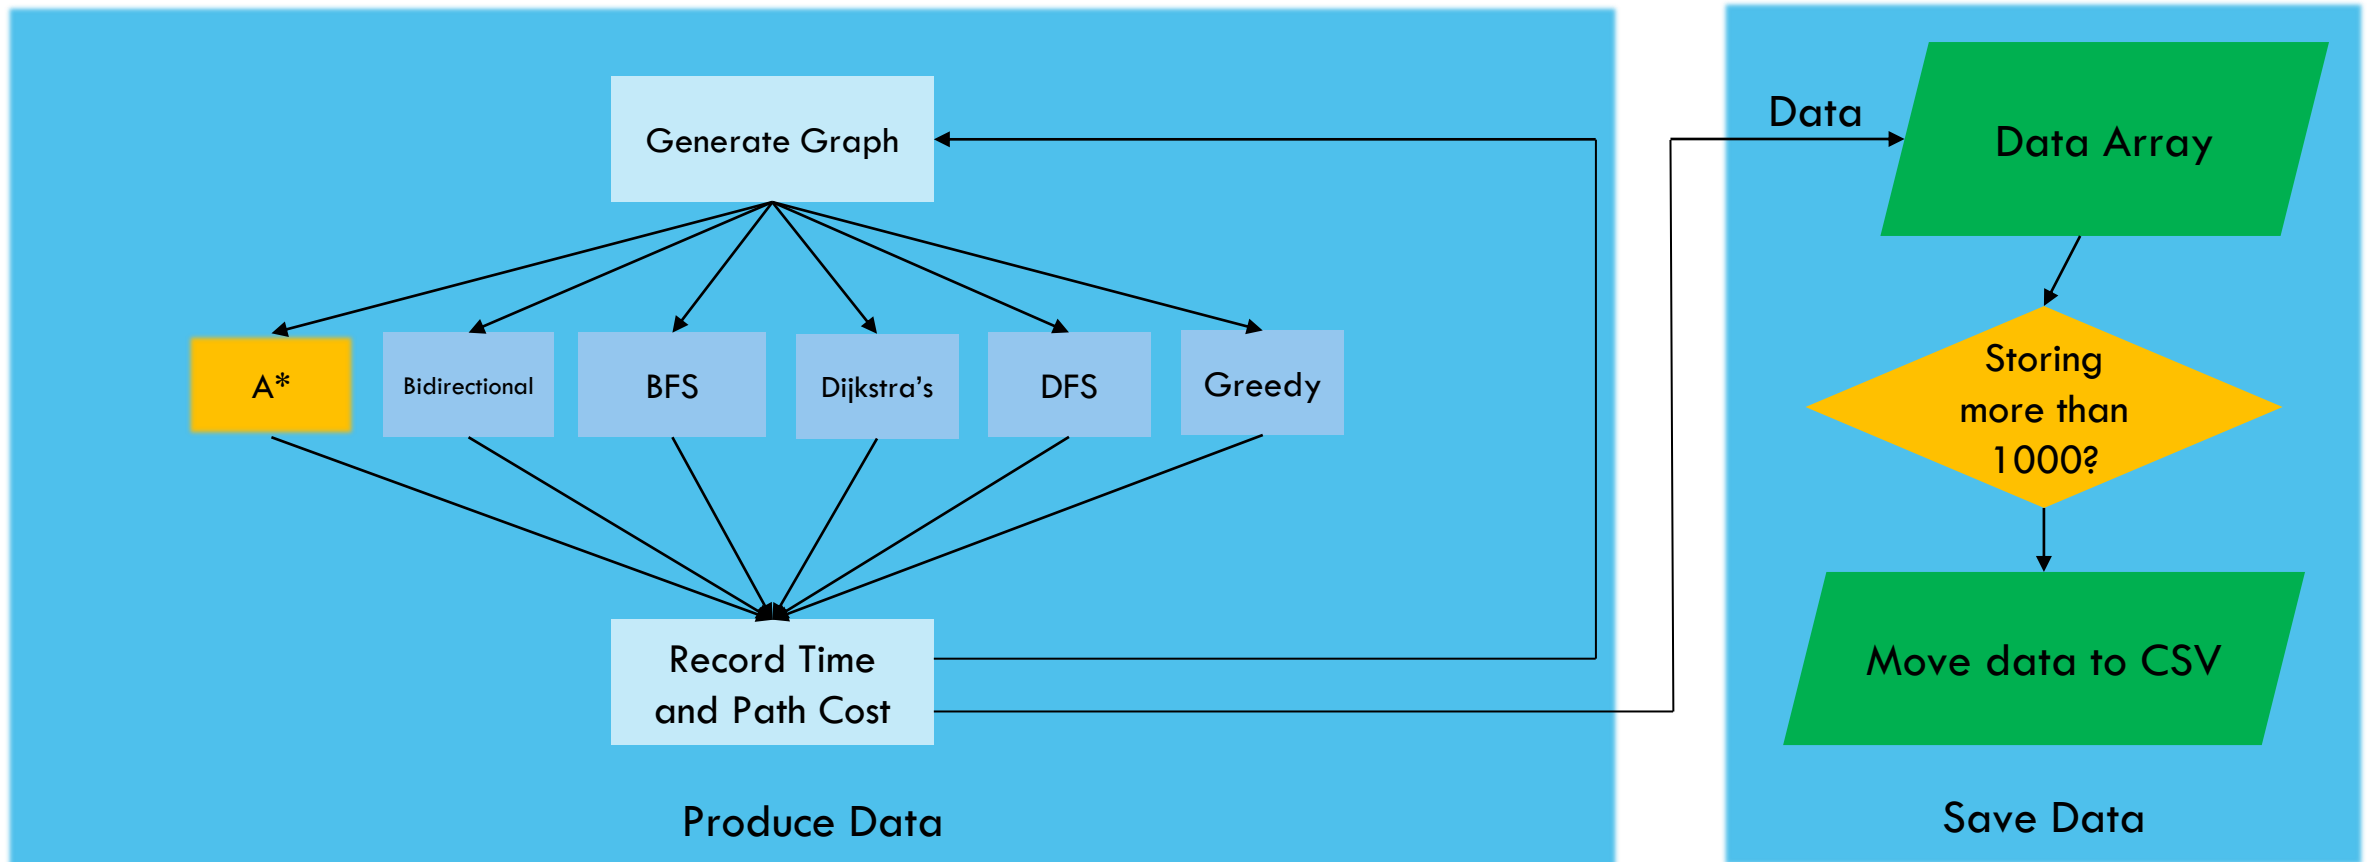 Generate Graph
A*
Bidirectional
BFS
Dijkstra's
DFS
Greedy
Record Time
and Path Cost
Produce Data
Data
Data Array
Storing
more than
1000?
Move data to CSV
Save Data